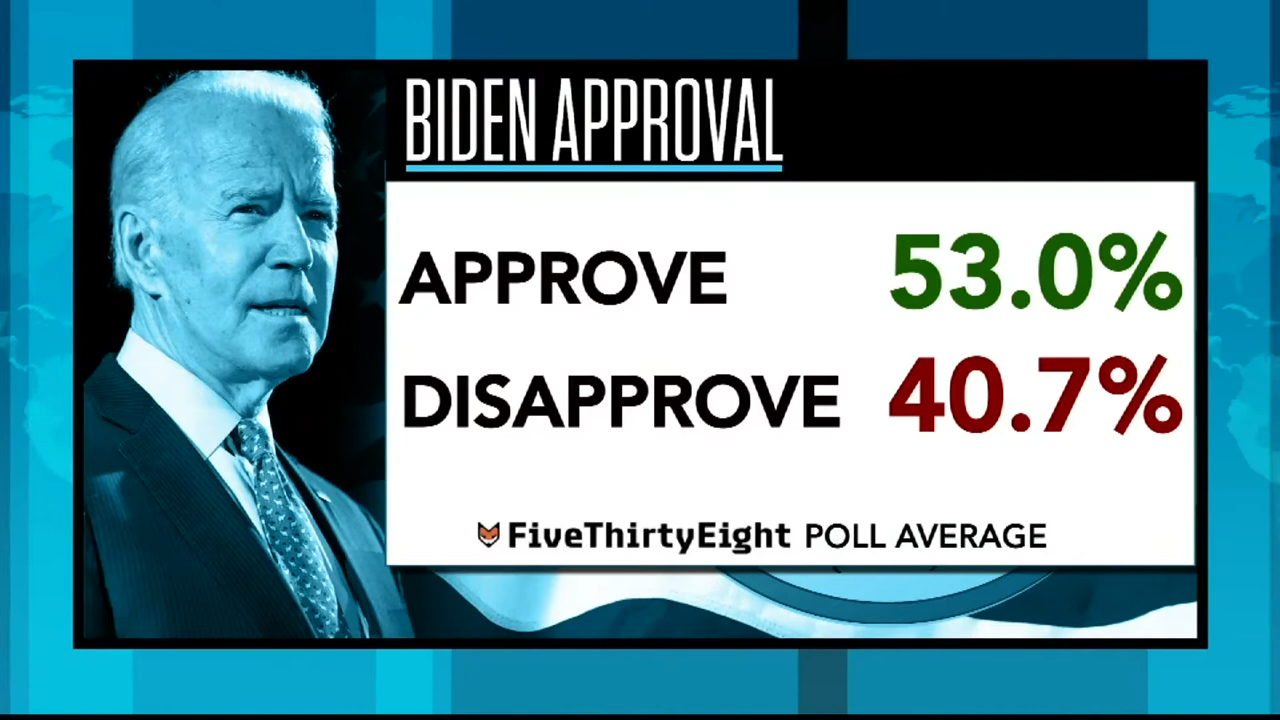 BIDEN APPROVAL
APPROVE 53.0%
DISAPPROVE 40.7%
FiveThirtyEight POLL AVERAGE